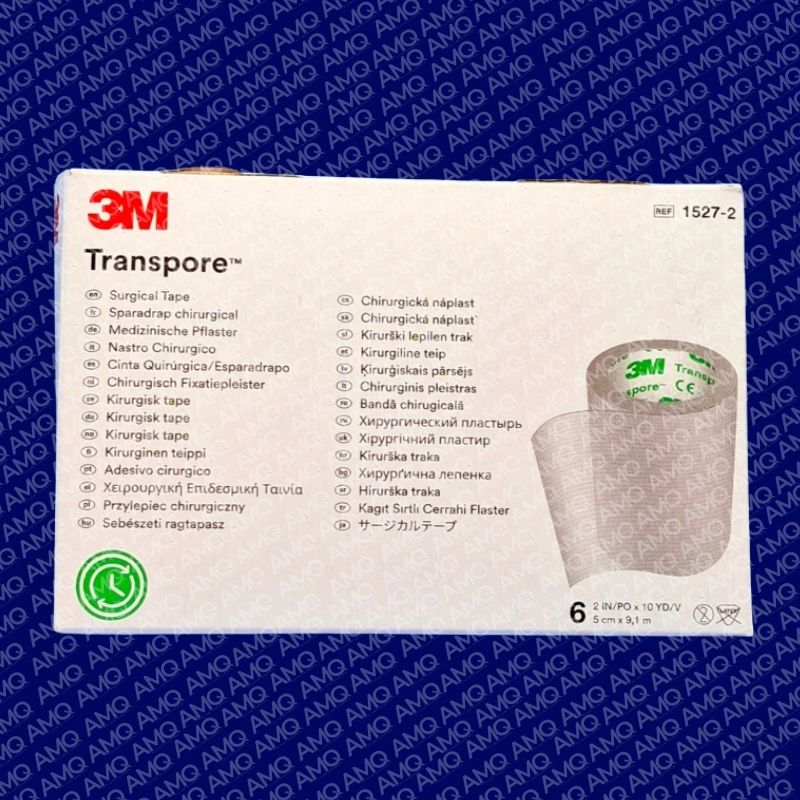 3M
REF 1527-2
Transpore™
en Surgical Tape
fr Sparadrap chirurgical
de Medizinische Pflaster
it Nastro Chirurgico
es Cinta Quirúrgica/Esparadrapo
nl Chirurgisch Fixatiepleister
sv Kirurgisk tape
da Kirurgisk tape
no Kirurgisk tape
fi Kirurginen teippi
pt Adesivo cirurgico
el Χειρουργική Επιδεσμική Ταινία
pl Przylepiec chirurgiczny
hu Sebészeti ragtapasz
cs Chirurgická náplast
sk Chirurgická náplasť
sl Kirurški lepilen trak
et Kirurgiline teip
lv Ķirurģiskais pārsējs
lt Chirurginis pleistras
ro Bandă chirugicală
ru Хирургический пластырь
uk Хірургічний пластир
hr Kirurška traka
bg Хирургична лепенка
sr Hirurška traka
tr Kagıt Sırtlı Cerrahi Flaster
ja サージカルテープ
3M Transp
spore™ CE
6 2 IN/PO x 10 YD/V
5 cm x 9,1 m
2
LATEX
AMQ